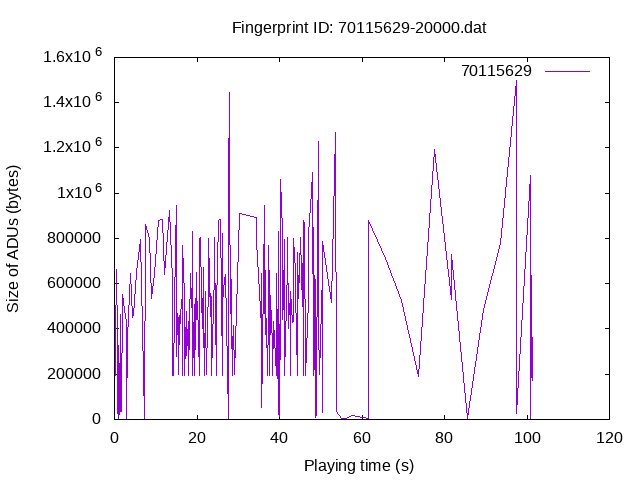 Fingerprint ID: 70115629-20000.dat
1.6x10^6
70115629
1.4x10^6
1.2x10^6
1x10^6
800000
600000
400000
200000
0
Size of ADUs (bytes)
0 20 40 60 80 100 120
Playing time (s)